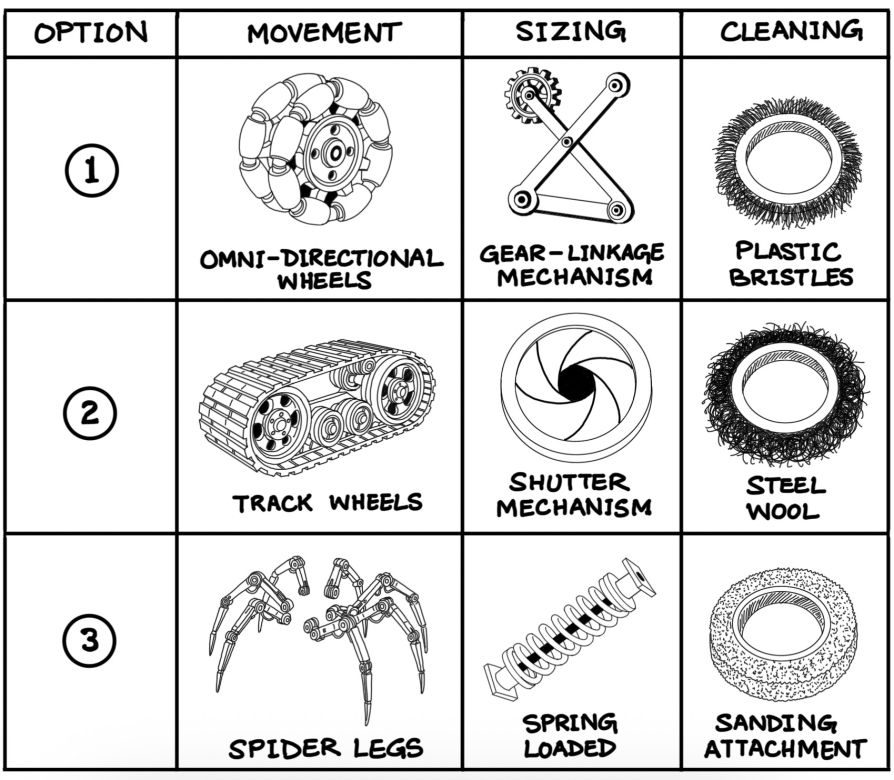 OPTION
MOVEMENT
SIZING
CLEANING
1
OMNI-DIRECTIONAL
WHEELS
GEAR-LINKAGE
MECHANISM
PLASTIC
BRISTLES
2
TRACK WHEELS
SHUTTER
MECHANISM
STEEL
WOOL
3
SPIDER LEGS
SPRING
LOADED
SANDING
ATTACHMENT